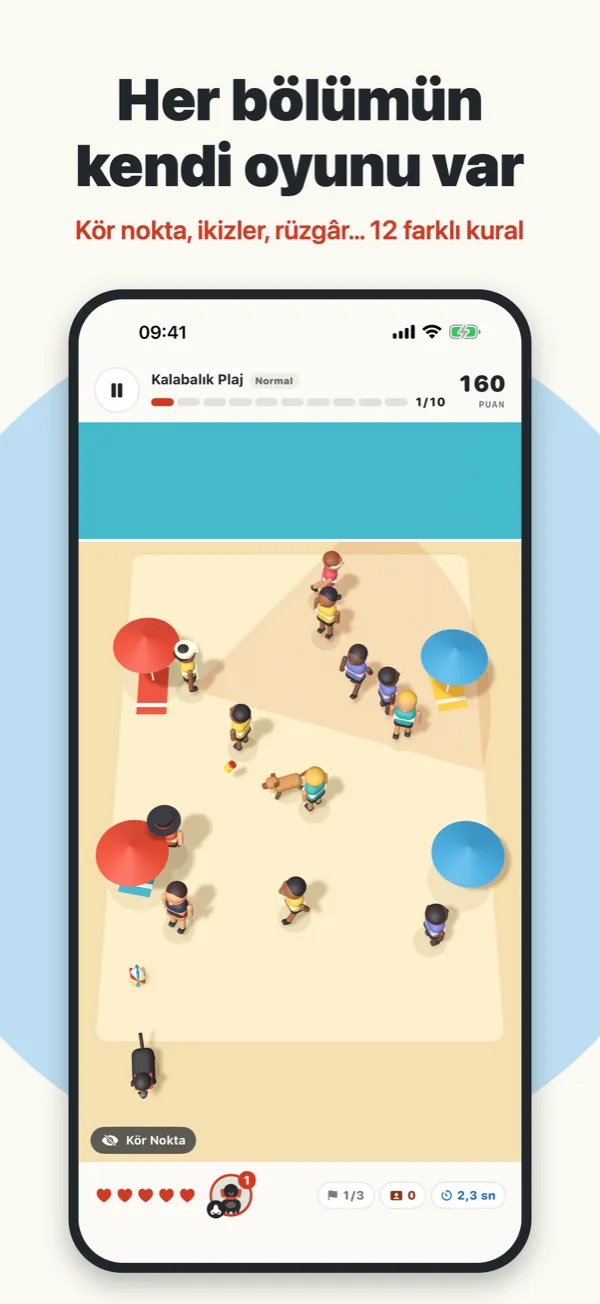 Her bölümün
kendi oyunu var
Kör nokta, ikizler, rüzgâr... 12 farklı kural
09:41
Kalabalık Plaj Normal
1/10
160
PUAN
Kör Nokta
1
1/3
0
2,3 sn